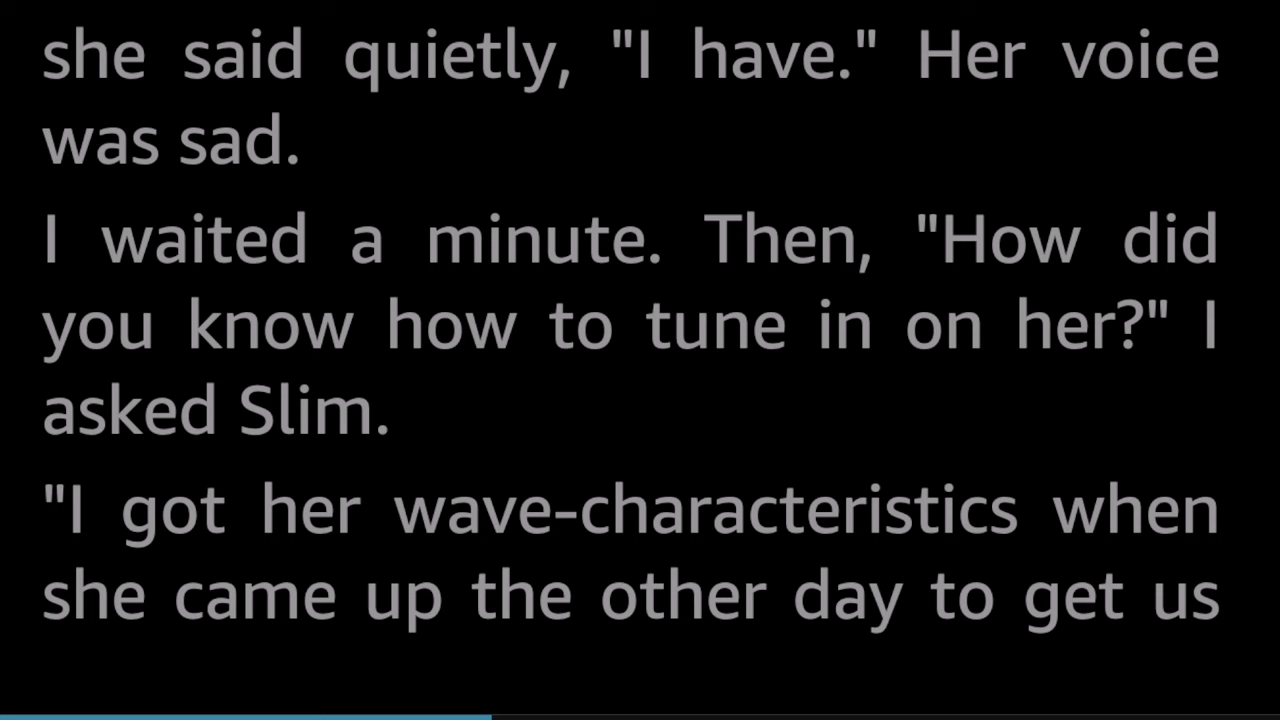 she said quietly, "I have." Her voice
was sad.
I waited a minute. Then, "How did
you know how to tune in on her?" I
asked Slim.
"I got her wave-characteristics when
she came up the other day to get us